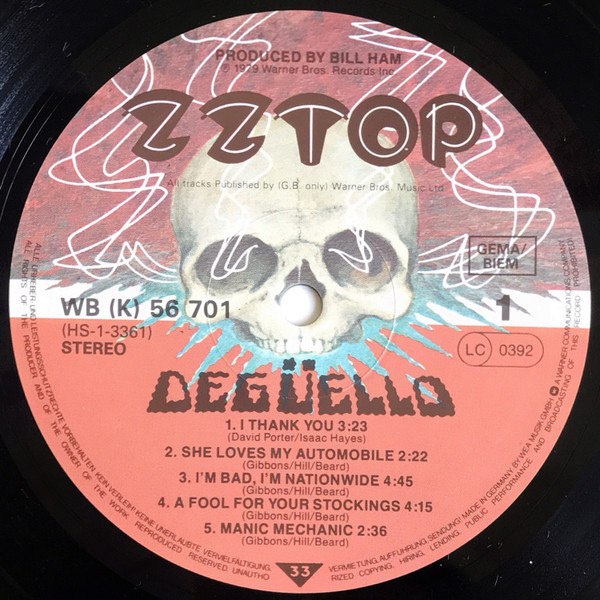 PRODUCED BY BILL HAM
℗ 1979 Warner Bros. Records Inc.
ZZTOP
All tracks Published by (G.B. only) Warner Bros. Music Ltd.
GEMA/
BIEM
WB (K) 56 701
(HS-1-3361)
STEREO
1
LC 0392
DEGÜELLO
1. I THANK YOU 3:23
(David Porter/Isaac Hayes)
2. SHE LOVES MY AUTOMOBILE 2:22
(Gibbons/Hill/Beard)
3. I'M BAD, I'M NATIONWIDE 4:45
(Gibbons/Hill/Beard)
4. A FOOL FOR YOUR STOCKINGS 4:15
(Gibbons/Hill/Beard)
5. MANIC MECHANIC 2:36
(Gibbons/Hill/Beard)
33
ALLE URHEBER- UND LEISTUNGSSCHUTZRECHTE VORBEHALTEN. KEIN VERLEIH! KEINE UNERLAUBTE VERVIELFÄLTIGUNG, VERMIETUNG, AUFFÜHRUNG, SENDUNG! MADE IN GERMANY BY WEA MUSIK GMBH. A WARNER COMMUNICATIONS COMPANY
ALL RIGHTS OF THE PRODUCER AND OF THE OWNER OF THE WORK REPRODUCED RESERVED. UNAUTHORIZED COPYING, HIRING, LENDING, PUBLIC PERFORMANCE AND BROADCASTING OF THIS RECORD PROHIBITED!